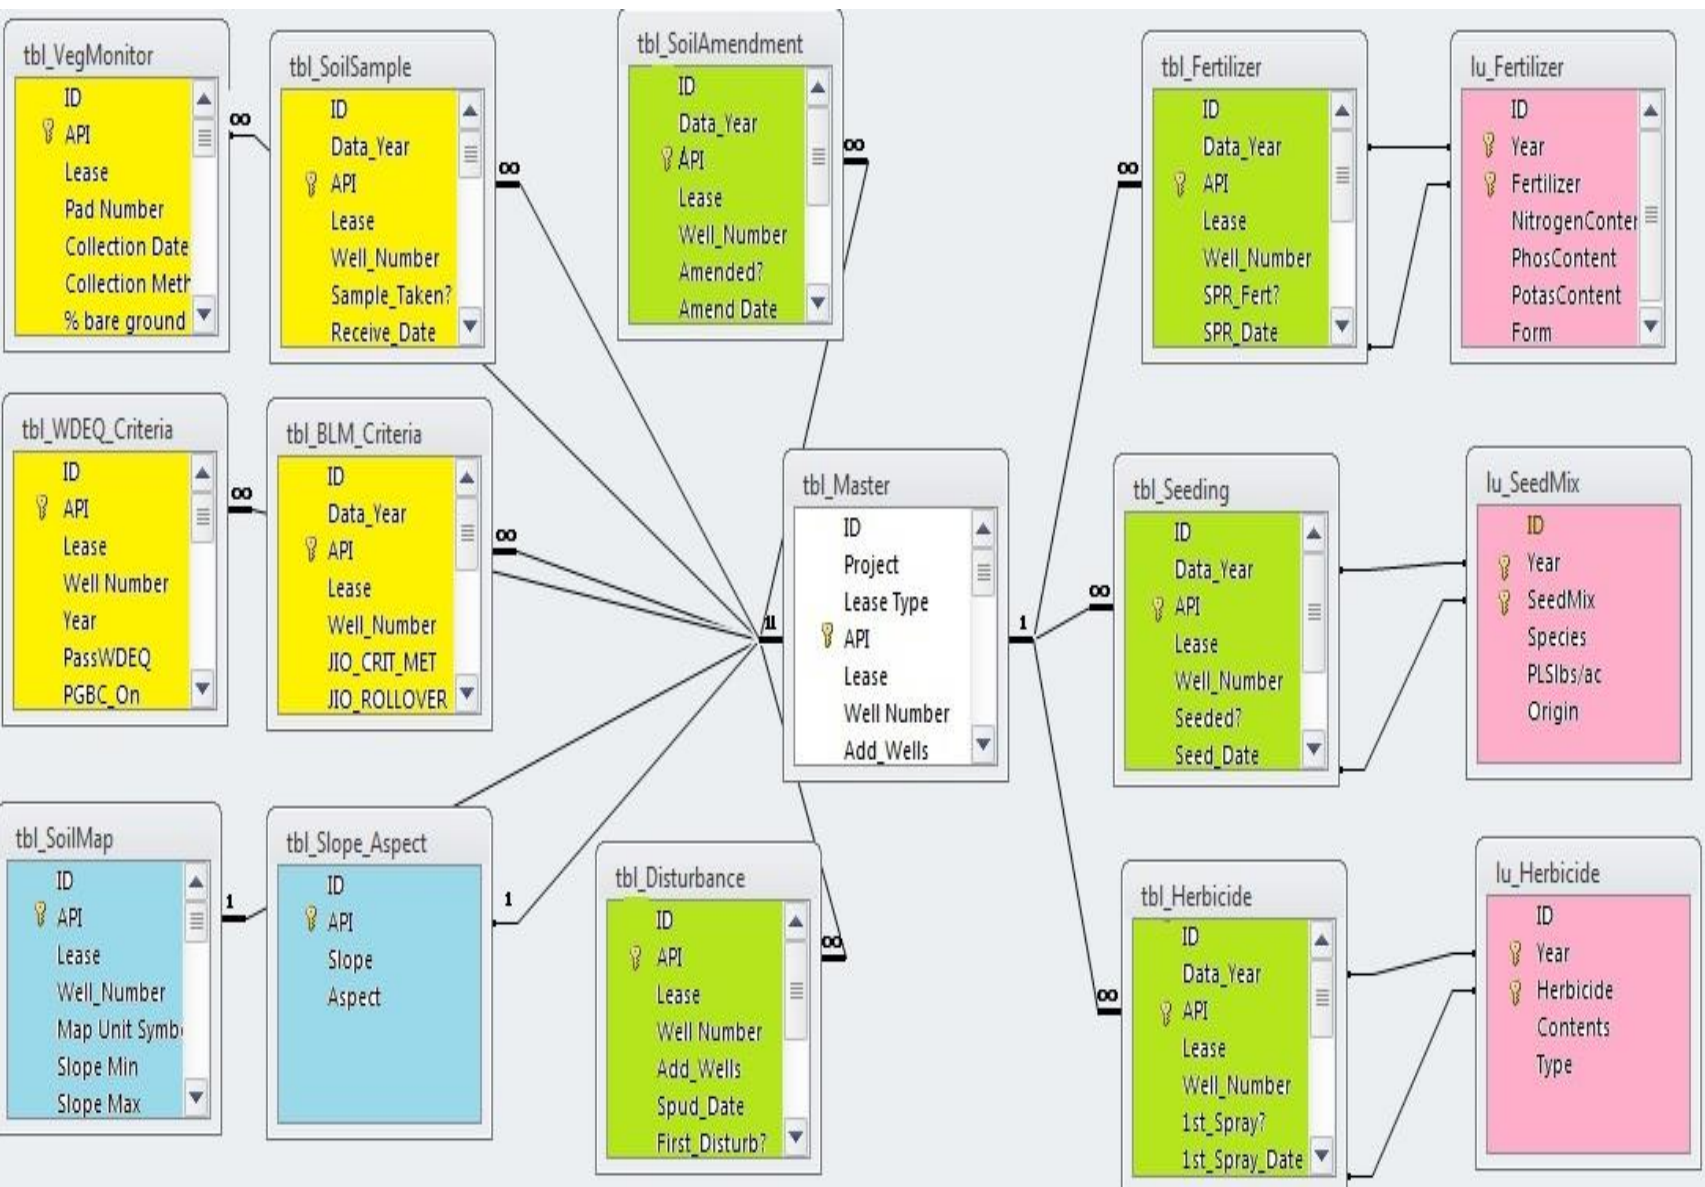 tbl_VegMonitor
ID
API
Lease
Pad Number
Collection Date
Collection Meth
% bare ground
∞
tbl_SoilSample
ID
Data_Year
API
Lease
Well_Number
Sample_Taken?
Receive_Date
∞
tbl_SoilAmendment
ID
Data_Year
API
Lease
Well_Number
Amended?
Amend Date
∞
tbl_Fertilizer
ID
Data_Year
API
Lease
Well_Number
SPR_Fert?
SPR_Date
∞
lu_Fertilizer
ID
Year
Fertilizer
NitrogenConter
PhosContent
PotasContent
Form
tbl_WDEQ_Criteria
ID
API
Lease
Well Number
Year
PassWDEQ
PGBC_On
∞
tbl_BLM_Criteria
ID
Data_Year
API
Lease
Well_Number
JIO_CRIT_MET
JIO_ROLLOVER
∞
tbl_Master
ID
Project
Lease Type
API
Lease
Well Number
Add_Wells
11
1
tbl_Seeding
ID
Data_Year
API
Lease
Well_Number
Seeded?
Seed_Date
∞
lu_SeedMix
ID
Year
SeedMix
Species
PLSlbs/ac
Origin
tbl_SoilMap
ID
API
Lease
Well_Number
Map Unit Symb
Slope Min
Slope Max
1
tbl_Slope_Aspect
ID
API
Slope
Aspect
1
tbl_Disturbance
ID
API
Lease
Well Number
Add_Wells
Spud_Date
First_Disturb?
∞
tbl_Herbicide
ID
Data_Year
API
Lease
Well_Number
1st_Spray?
1st_Spray_Date
∞
lu_Herbicide
ID
Year
Herbicide
Contents
Type